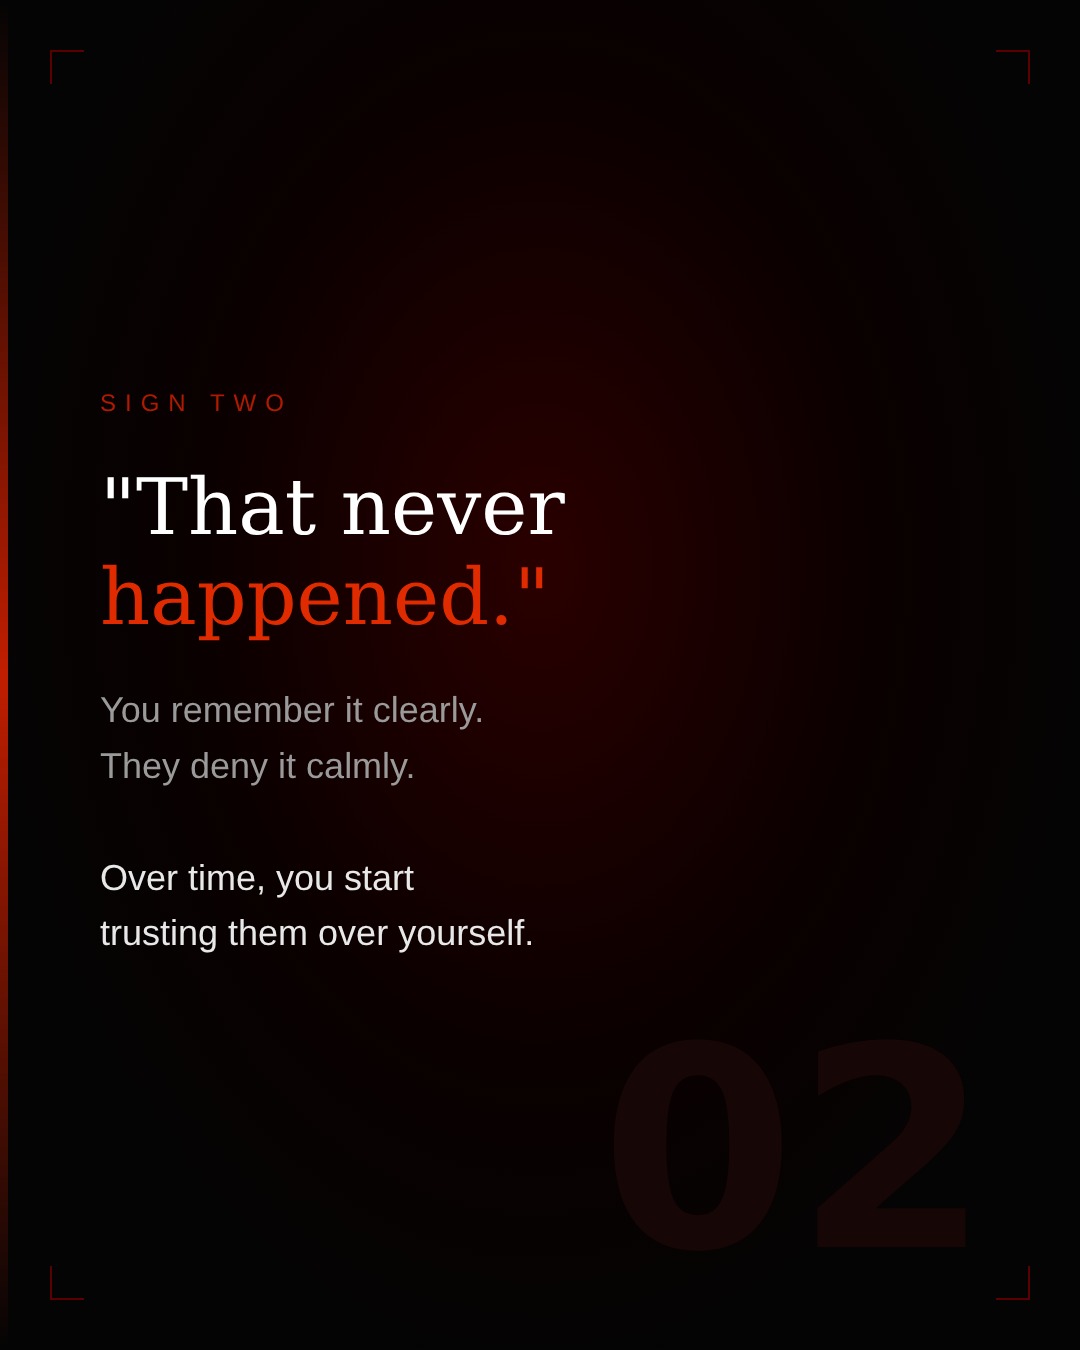 SIGN TWO
"That never
happened."
You remember it clearly.
They deny it calmly.
Over time, you start
trusting them over yourself.
02